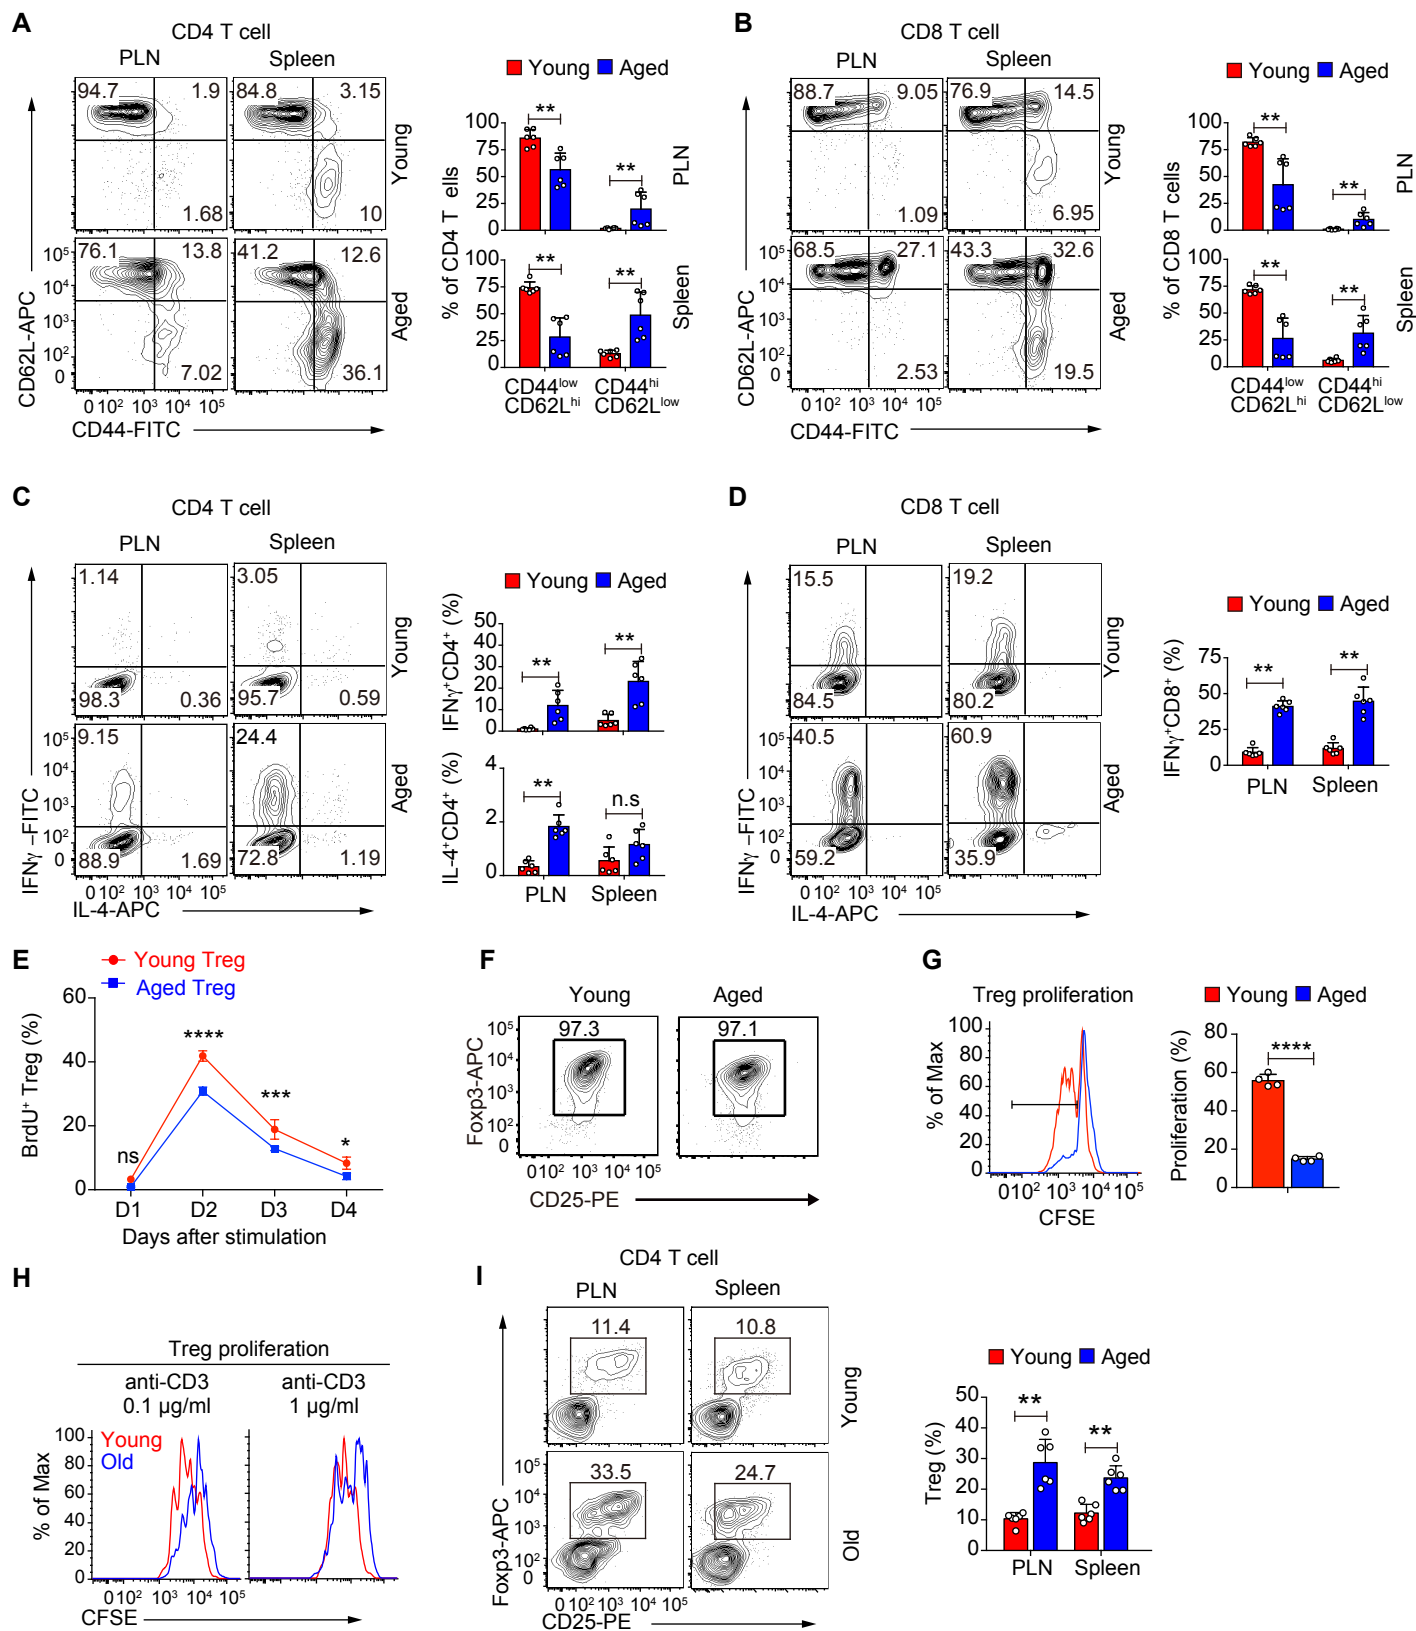 A
CD4 T cell
PLN
Spleen
94.7
1.9
84.8
3.15
Young
1.68
10
76.1
13.8
41.2
12.6
Aged
7.02
36.1
10⁵
10⁴
10³
10²
0
CD62L-APC
0 10² 10³ 10⁴ 10⁵
CD44-FITC
Young Aged
100
75
50
25
0
**
**
PLN
100
75
50
25
0
**
**
Spleen
% of CD4 T ells
CD44low CD44hi
CD62Lhi CD62Llow
B
CD8 T cell
PLN
Spleen
88.7
9.05
76.9
14.5
Young
1.09
6.95
68.5
27.1
43.3
32.6
Aged
2.53
19.5
10⁵
10⁴
10³
10²
0
CD62L-APC
0 10² 10³ 10⁴ 10⁵
CD44-FITC
Young Aged
100
75
50
25
0
**
**
PLN
100
75
50
25
0
**
**
Spleen
% of CD8 T cells
CD44low CD44hi
CD62Lhi CD62Llow
C
CD4 T cell
PLN
Spleen
1.14
3.05
Young
98.3
0.36
95.7
0.59
9.15
24.4
Aged
88.9
1.69
72.8
1.19
10⁵
10⁴
10³
10²
0
IFNγ –FITC
0 10² 10³ 10⁴ 10⁵
IL-4-APC
Young Aged
50
40
30
20
10
0
**
**
IFNγ⁺CD4⁺ (%)
4
2
0
**
n.s
IL-4⁺CD4⁺ (%)
PLN
Spleen
D
CD8 T cell
PLN
Spleen
15.5
19.2
Young
84.5
80.2
40.5
60.9
Aged
59.2
35.9
10⁵
10⁴
10³
10²
0
IFNγ –FITC
0 10² 10³ 10⁴ 10⁵
IL-4-APC
Young Aged
75
50
25
0
**
**
IFNγ⁺CD8⁺ (%)
PLN
Spleen
E
Young Treg
Aged Treg
60
40
20
0
BrdU⁺ Treg (%)
ns
****
***
*
D1 D2 D3 D4
Days after stimulation
F
Young
Aged
97.3
97.1
10⁵
10⁴
10³
10²
0
Foxp3-APC
0 10² 10³ 10⁴ 10⁵
CD25-PE
G
Treg proliferation
100
80
60
40
20
0
% of Max
0 10² 10³ 10⁴ 10⁵
CFSE
Young Aged
80
60
40
20
0
****
Proliferation (%)
H
Treg proliferation
anti-CD3
0.1 µg/ml
anti-CD3
1 µg/ml
Young
Old
100
80
60
40
20
0
% of Max
0 10² 10³ 10⁴ 10⁵
CFSE
I
CD4 T cell
PLN
Spleen
11.4
10.8
Young
33.5
24.7
Old
10⁵
10⁴
10³
10²
0
Foxp3-APC
0 10² 10³ 10⁴ 10⁵
CD25-PE
Young Aged
50
40
30
20
10
0
**
**
Treg (%)
PLN
Spleen